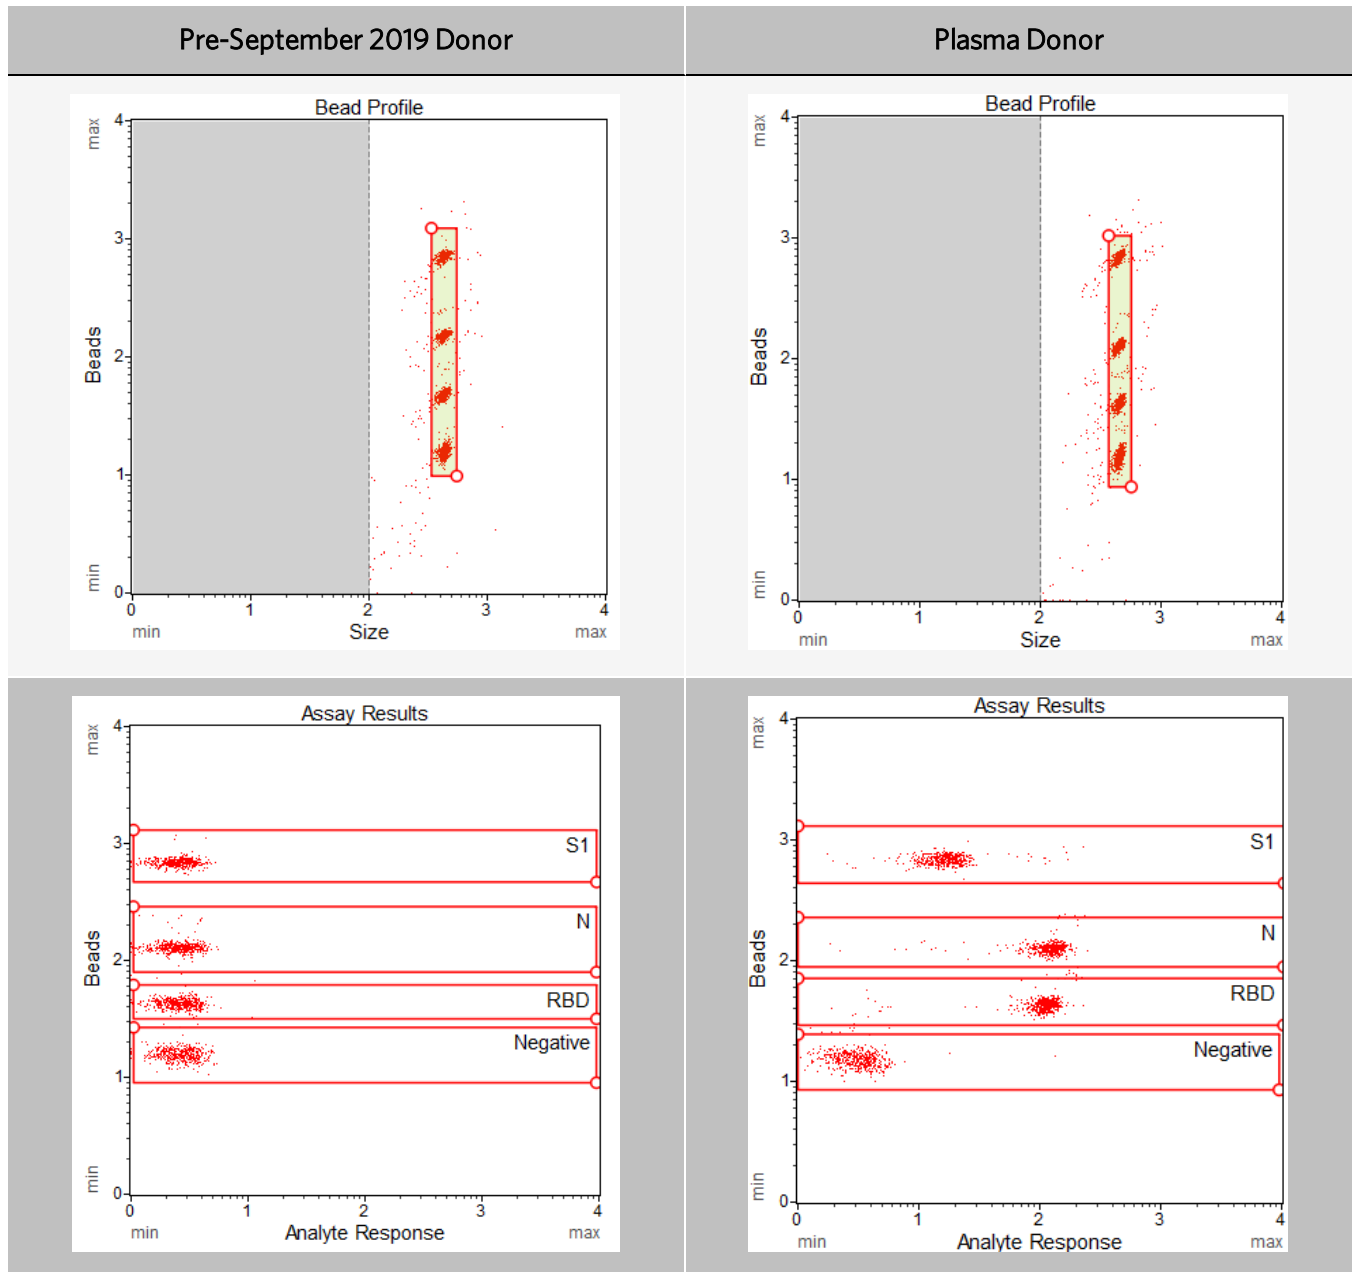 Pre-September 2019 Donor
Plasma Donor
Bead Profile
max
4
3
2
1
0
Beads
min
0 1 2 3 4
min Size max
Bead Profile
max
4
3
2
1
0
Beads
min
0 1 2 3 4
min Size max
Assay Results
max
4
3
2
1
0
Beads
min
S1
N
RBD
Negative
0 1 2 3 4
min Analyte Response max
Assay Results
max
4
3
2
1
0
Beads
min
S1
N
RBD
Negative
0 1 2 3 4
min Analyte Response max